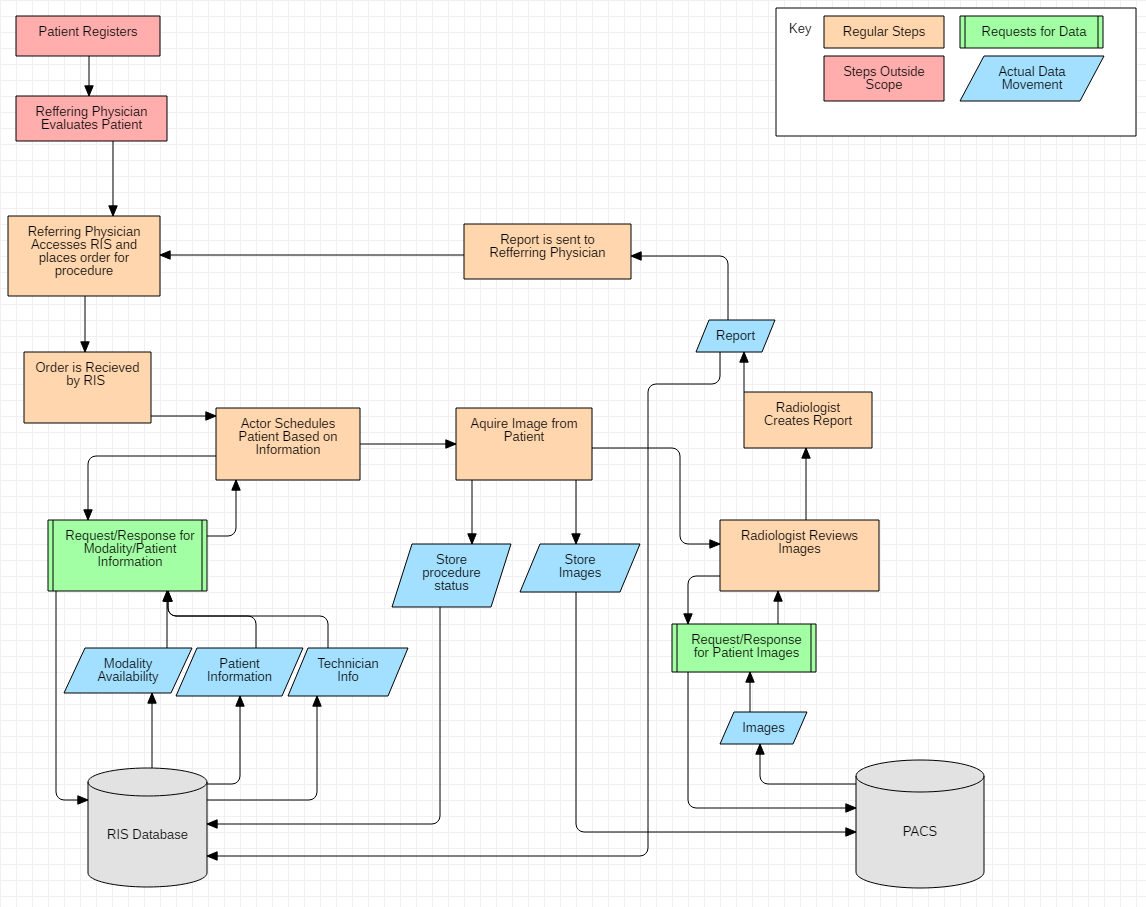 Patient Registers
Key
Regular Steps
Requests for Data
Steps Outside
Scope
Actual Data
Movement
Reffering Physician
Evaluates Patient
Referring Physician
Accesses RIS and
places order for
procedure
Report is sent to
Refferring Physician
Report
Order is Recieved
by RIS
Actor Schedules
Patient Based on
Information
Aquire Image from
Patient
Radiologist
Creates Report
Request/Response for
Modality/Patient
Information
Store
procedure
status
Store
Images
Radiologist Reviews
Images
Request/Response
for Patient Images
Modality
Availability
Patient
Information
Technician
Info
Images
RIS Database
PACS